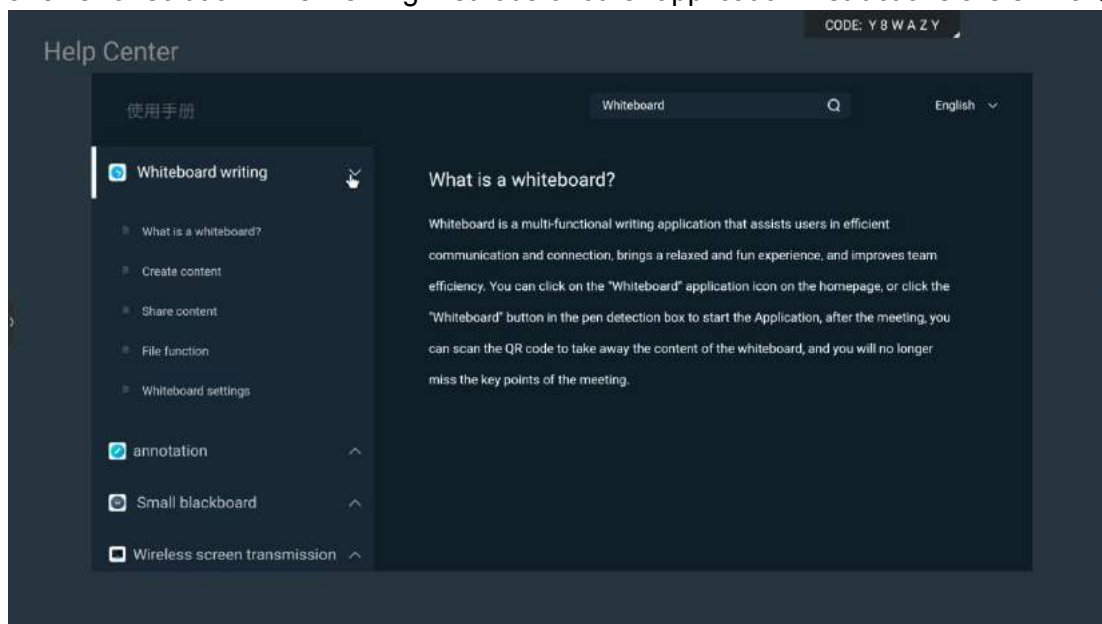 CODE: Y8WAZY
Help Center
使用手册
Whiteboard
English
Whiteboard writing
What is a whiteboard?
Create content
Share content
File function
Whiteboard settings
annotation
Small blackboard
Wireless screen transmission
What is a whiteboard?
Whiteboard is a multi-functional writing application that assists users in efficient
communication and connection, brings a relaxed and fun experience, and improves team
efficiency. You can click on the "Whiteboard" application icon on the homepage, or click the
"Whiteboard" button in the pen detection box to start the Application, after the meeting, you
can scan the QR code to take away the content of the whiteboard, and you will no longer
miss the key points of the meeting.